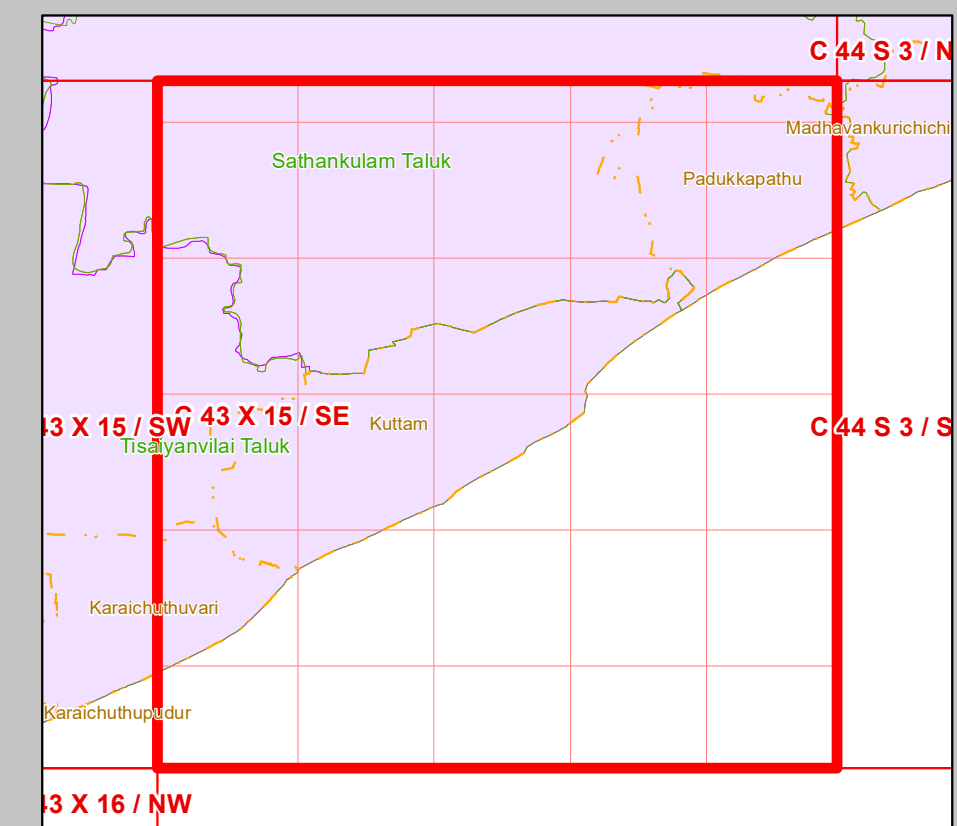 C 44 S 3 / N
Madhavankurichichi
Sathankulam Taluk
Padukkapathu
43 X 15 / SW
C 43 X 15 / SE
Kuttam
C 44 S 3 / S
Tisaiyanvilai Taluk
Karaichuthuvari
Karaichuthupudur
43 X 16 / NW